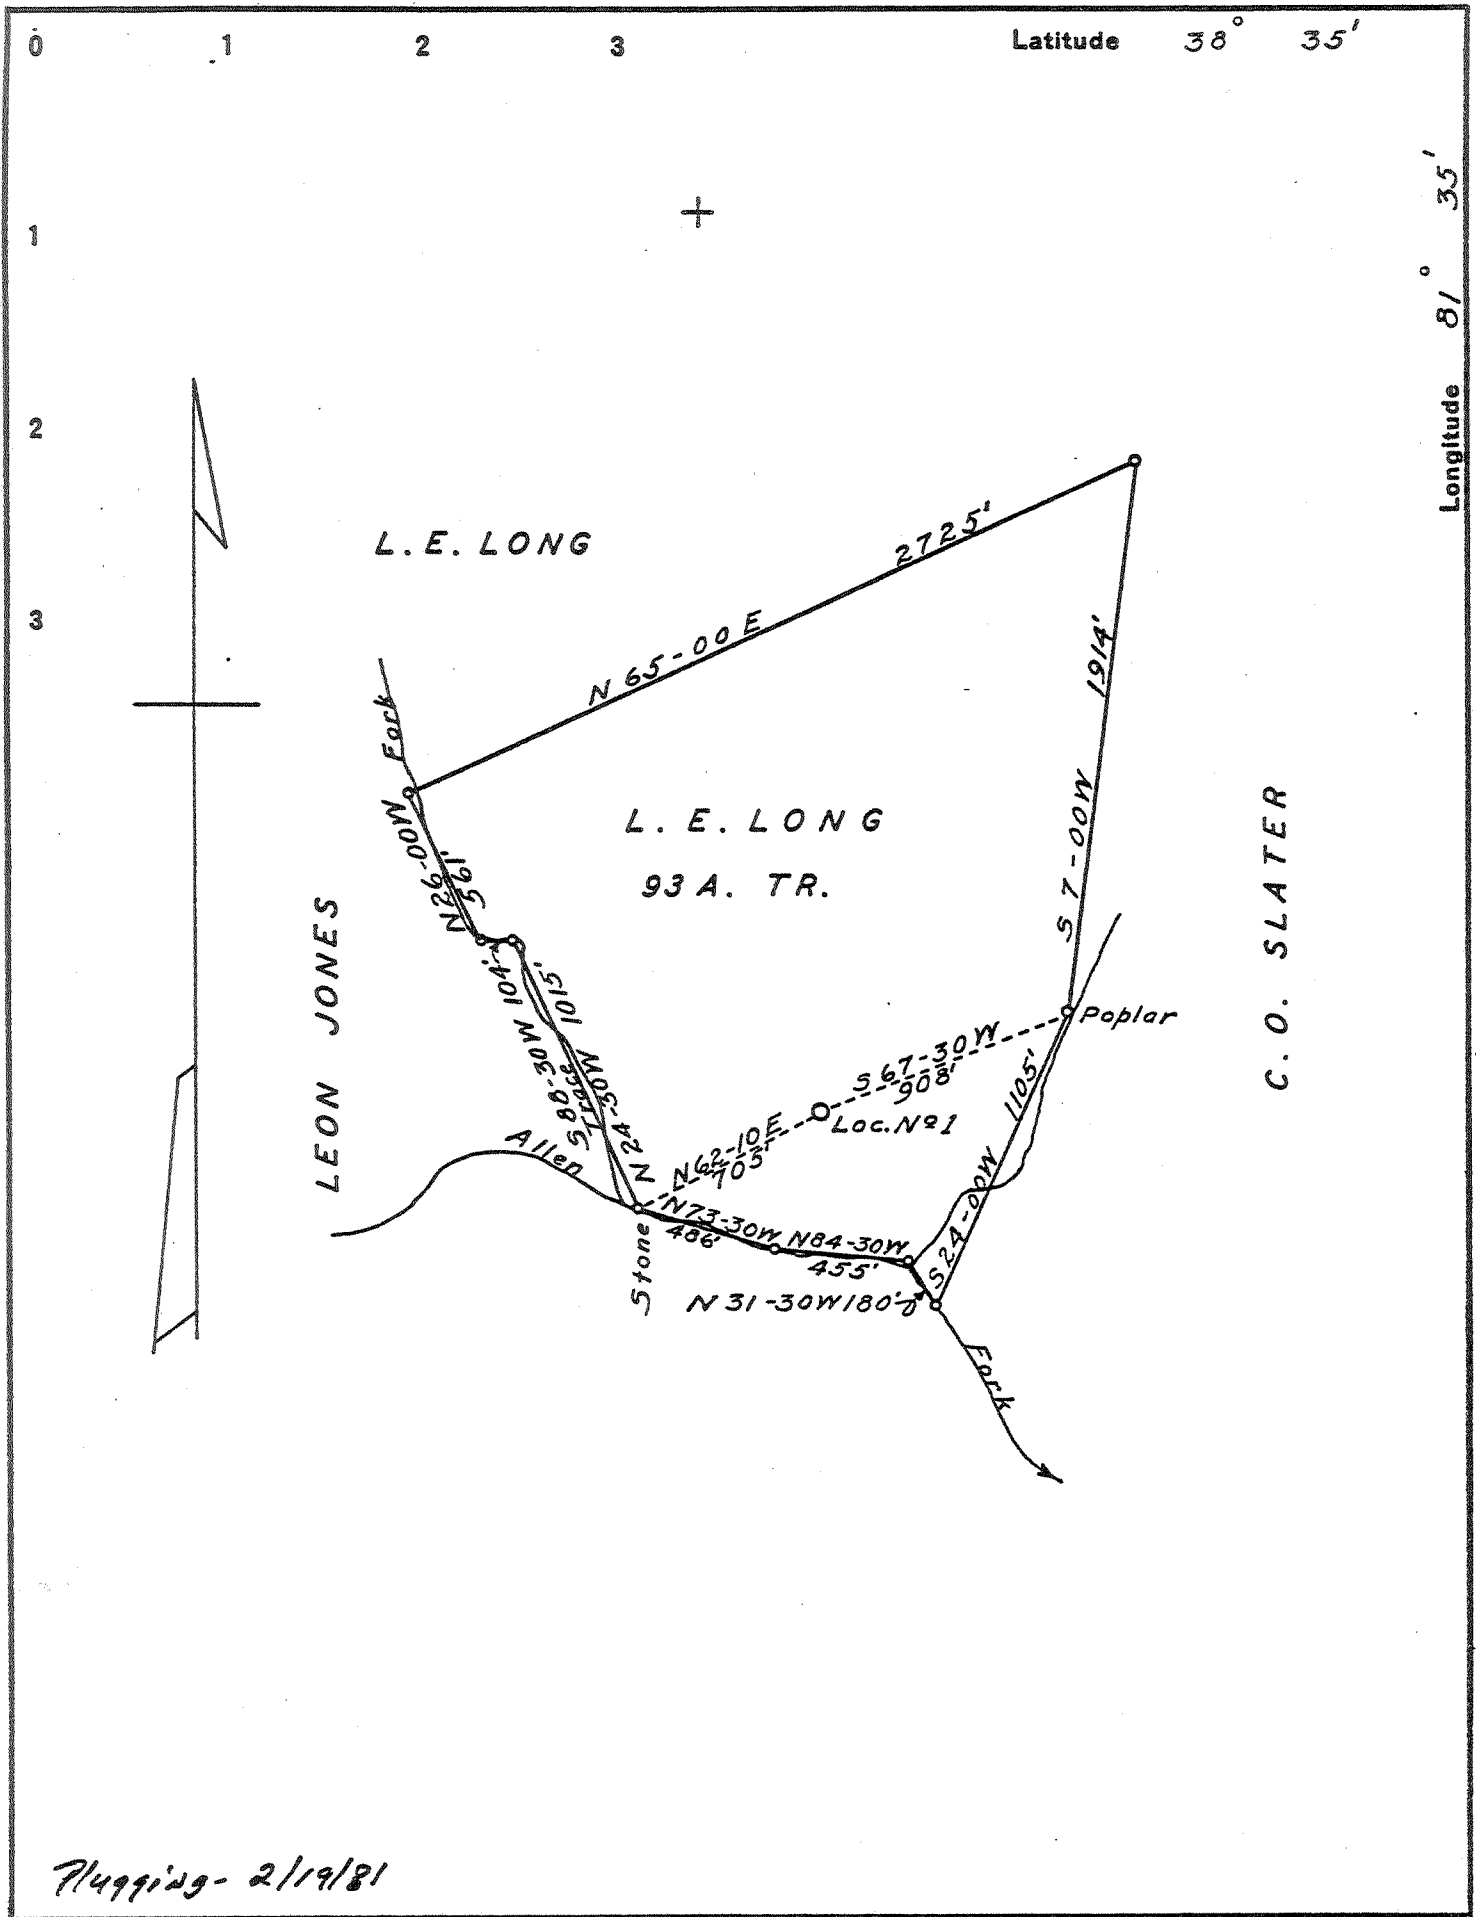 0 1 2 3 Latitude 38° 35'
Longitude 81° 35'
1
2
3
L. E. LONG
2725'
N 65-00 E
1914'
S 7-00W
Fork
N26-00W
561'
L. E. LONG
93 A. TR.
C. O. SLATER
LEON JONES
S 88-30W 104'
Trace
1015'
N 24-30W
Poplar
S 67-30W
908'
Loc. Nº 1
N62-10E
705'
1105'
S24-00W
Allen
Stone
N73-30W
486'
N84-30W
455'
N 31-30W 180'
Fork
Plugging- 2/19/81